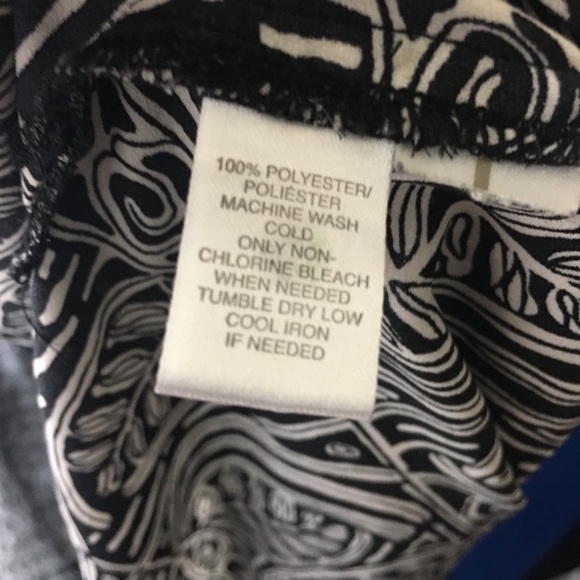 100% POLYESTER/
POLIÉSTER
MACHINE WASH
COLD
ONLY NON-
CHLORINE BLEACH
WHEN NEEDED
TUMBLE DRY LOW
COOL IRON
IF NEEDED